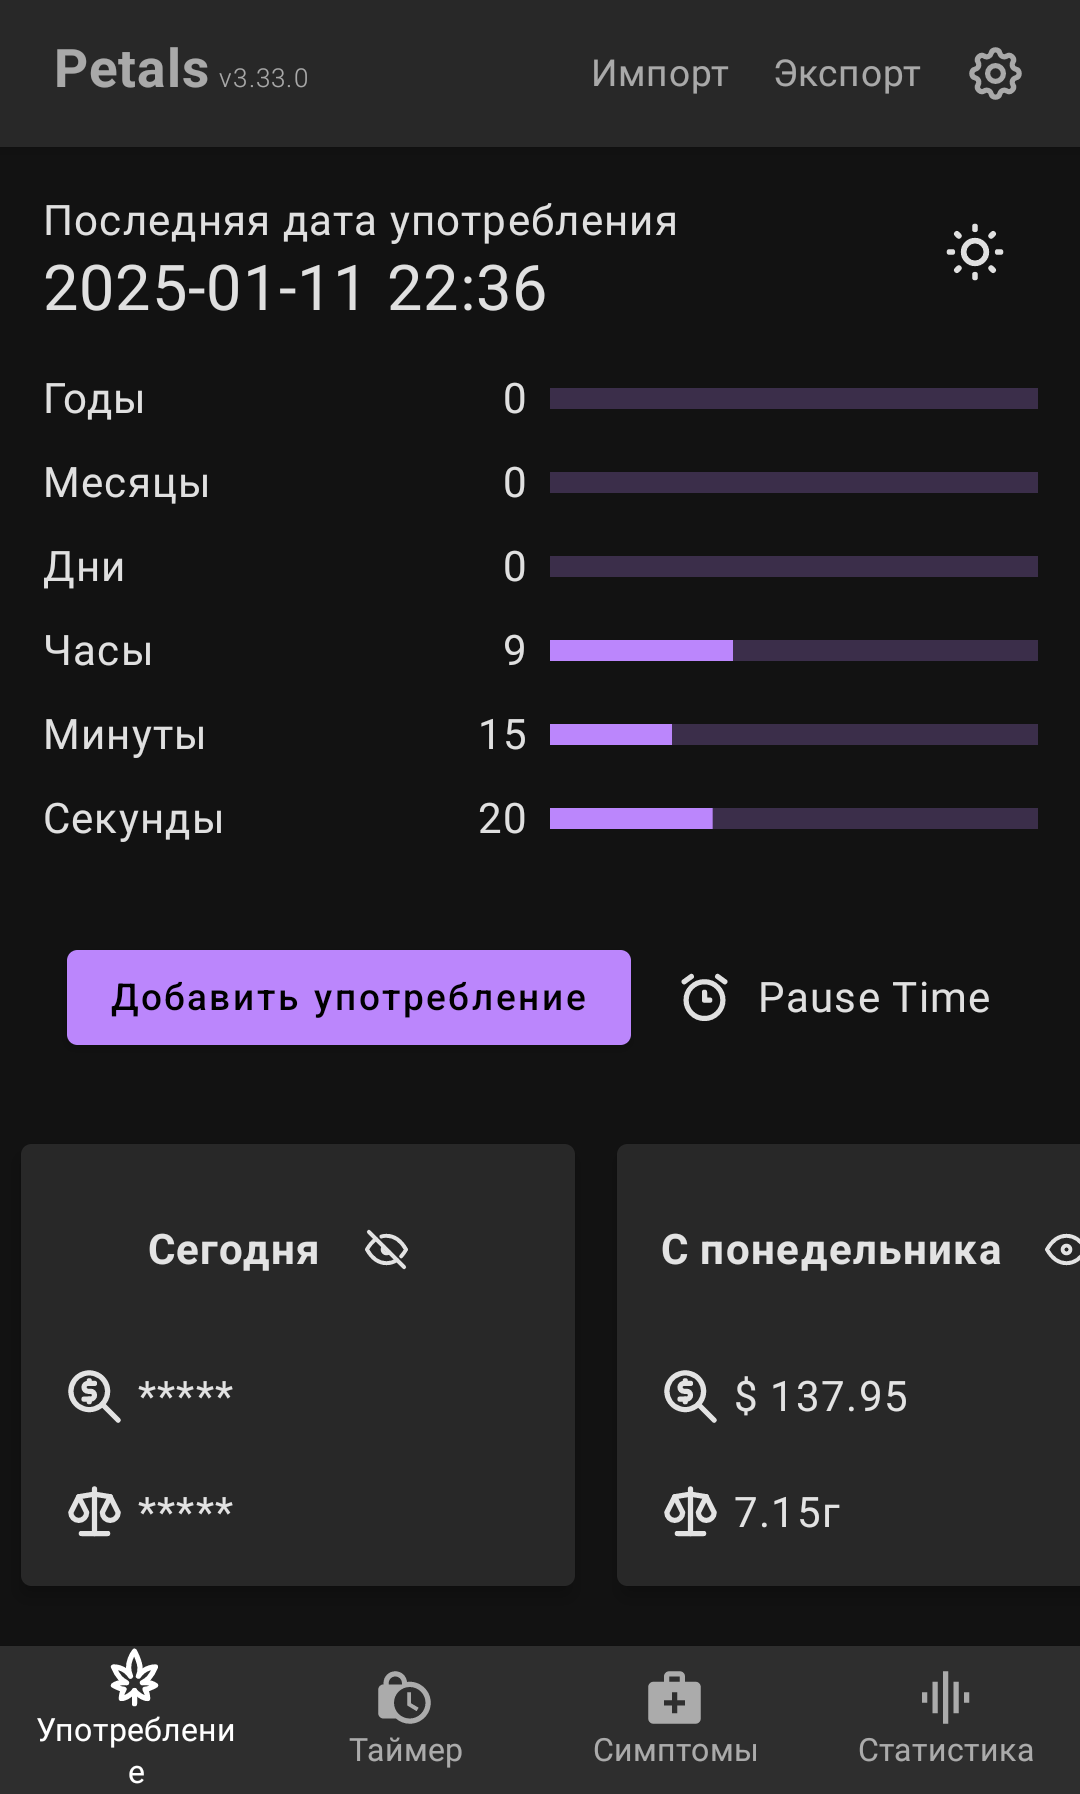 Petals v3.33.0 Импорт Экспорт
Последняя дата употребления
2025-01-11 22:36
Годы 0
Месяцы 0
Дни 0
Часы 9
Минуты 15
Секунды 20
Добавить употребление Pause Time
Сегодня С понедельника
***** $ 137.95
***** 7.15г
Употреблени
е
Таймер Симптомы Статистика